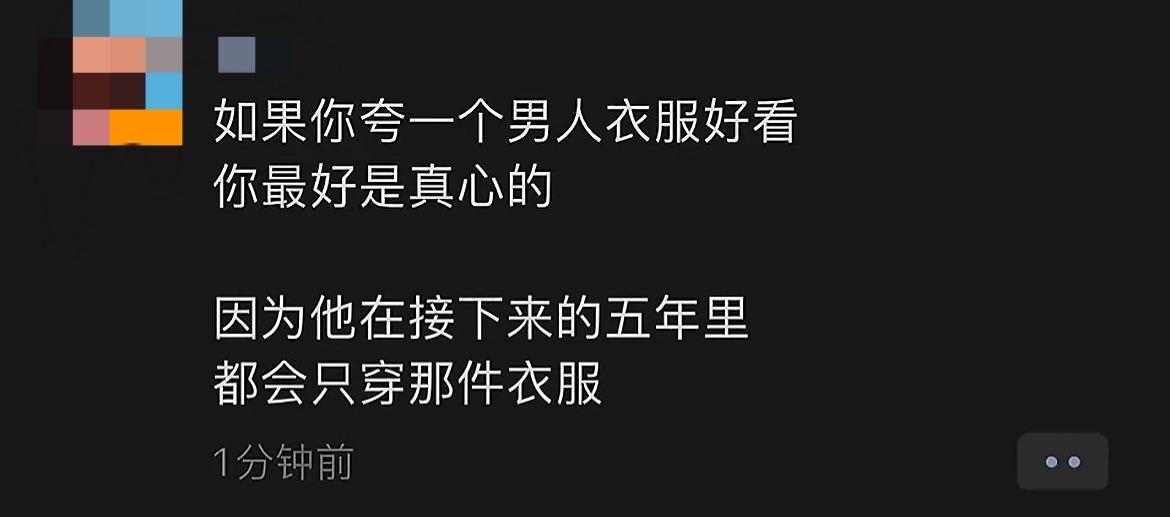 如果你夸一个男人衣服好看
你最好是真心的
因为他在接下来的五年里
都会只穿那件衣服
1分钟前